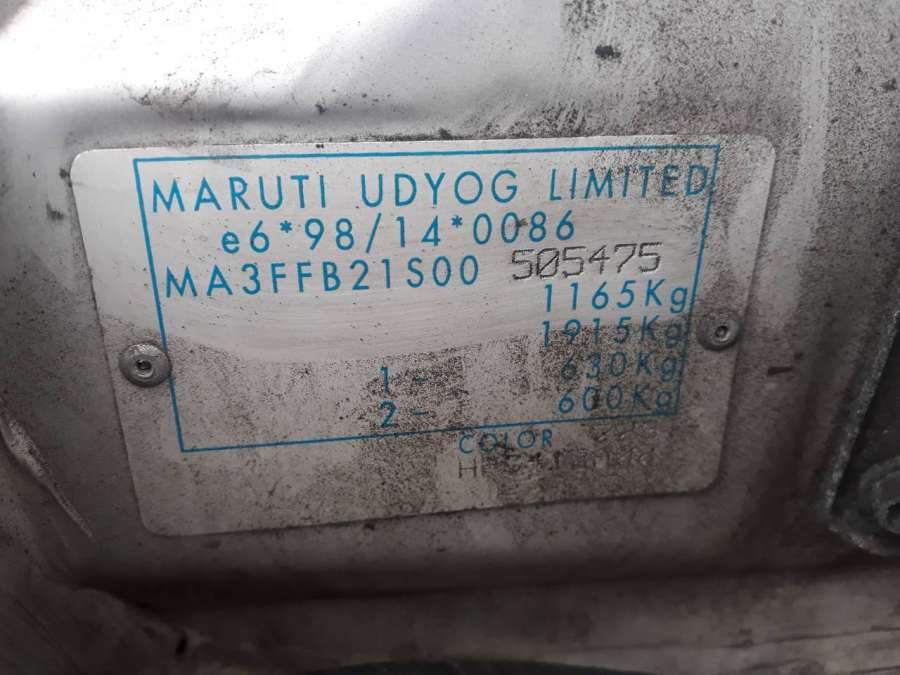 MARUTI UDYOG LIMITED
e6*98/14*0086
MA3FFB21S00 505475
1165Kg
1915Kg
1 - 630Kg
2 - 600Kg
COLOR